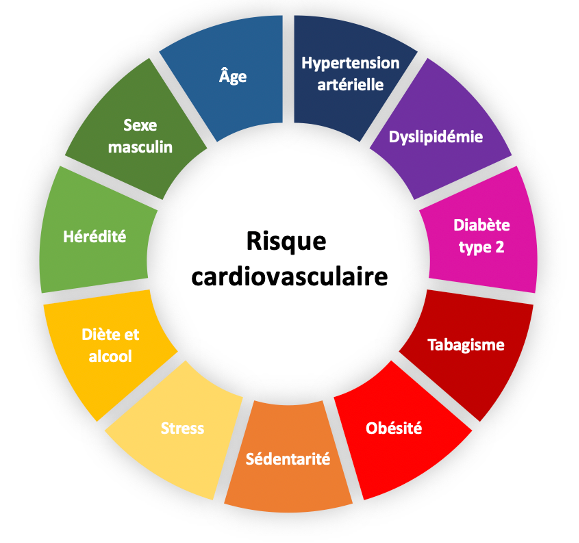 Âge
Hypertension
artérielle
Dyslipidémie
Diabète
type 2
Tabagisme
Obésité
Sédentarité
Stress
Diète et
alcool
Hérédité
Sexe
masculin
Risque
cardiovasculaire